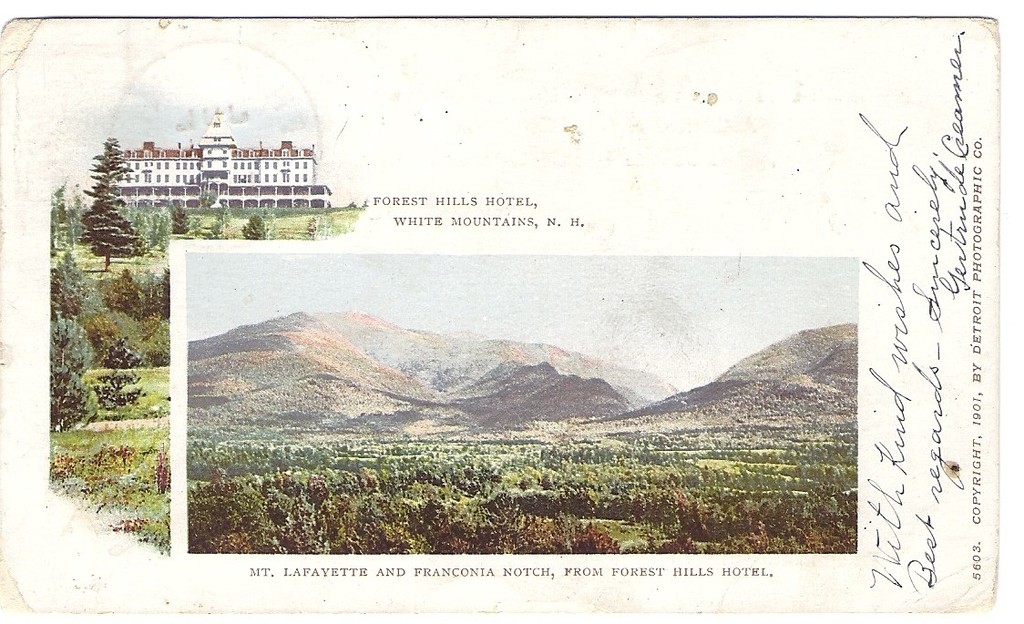 FOREST HILLS HOTEL,
WHITE MOUNTAINS, N. H.
MT. LAFAYETTE AND FRANCONIA NOTCH, FROM FOREST HILLS HOTEL.
With kind wishes and
Best regards – Sincerely,
Gertrude
5603. COPYRIGHT, 1901, BY DETROIT PHOTOGRAPHIC CO.